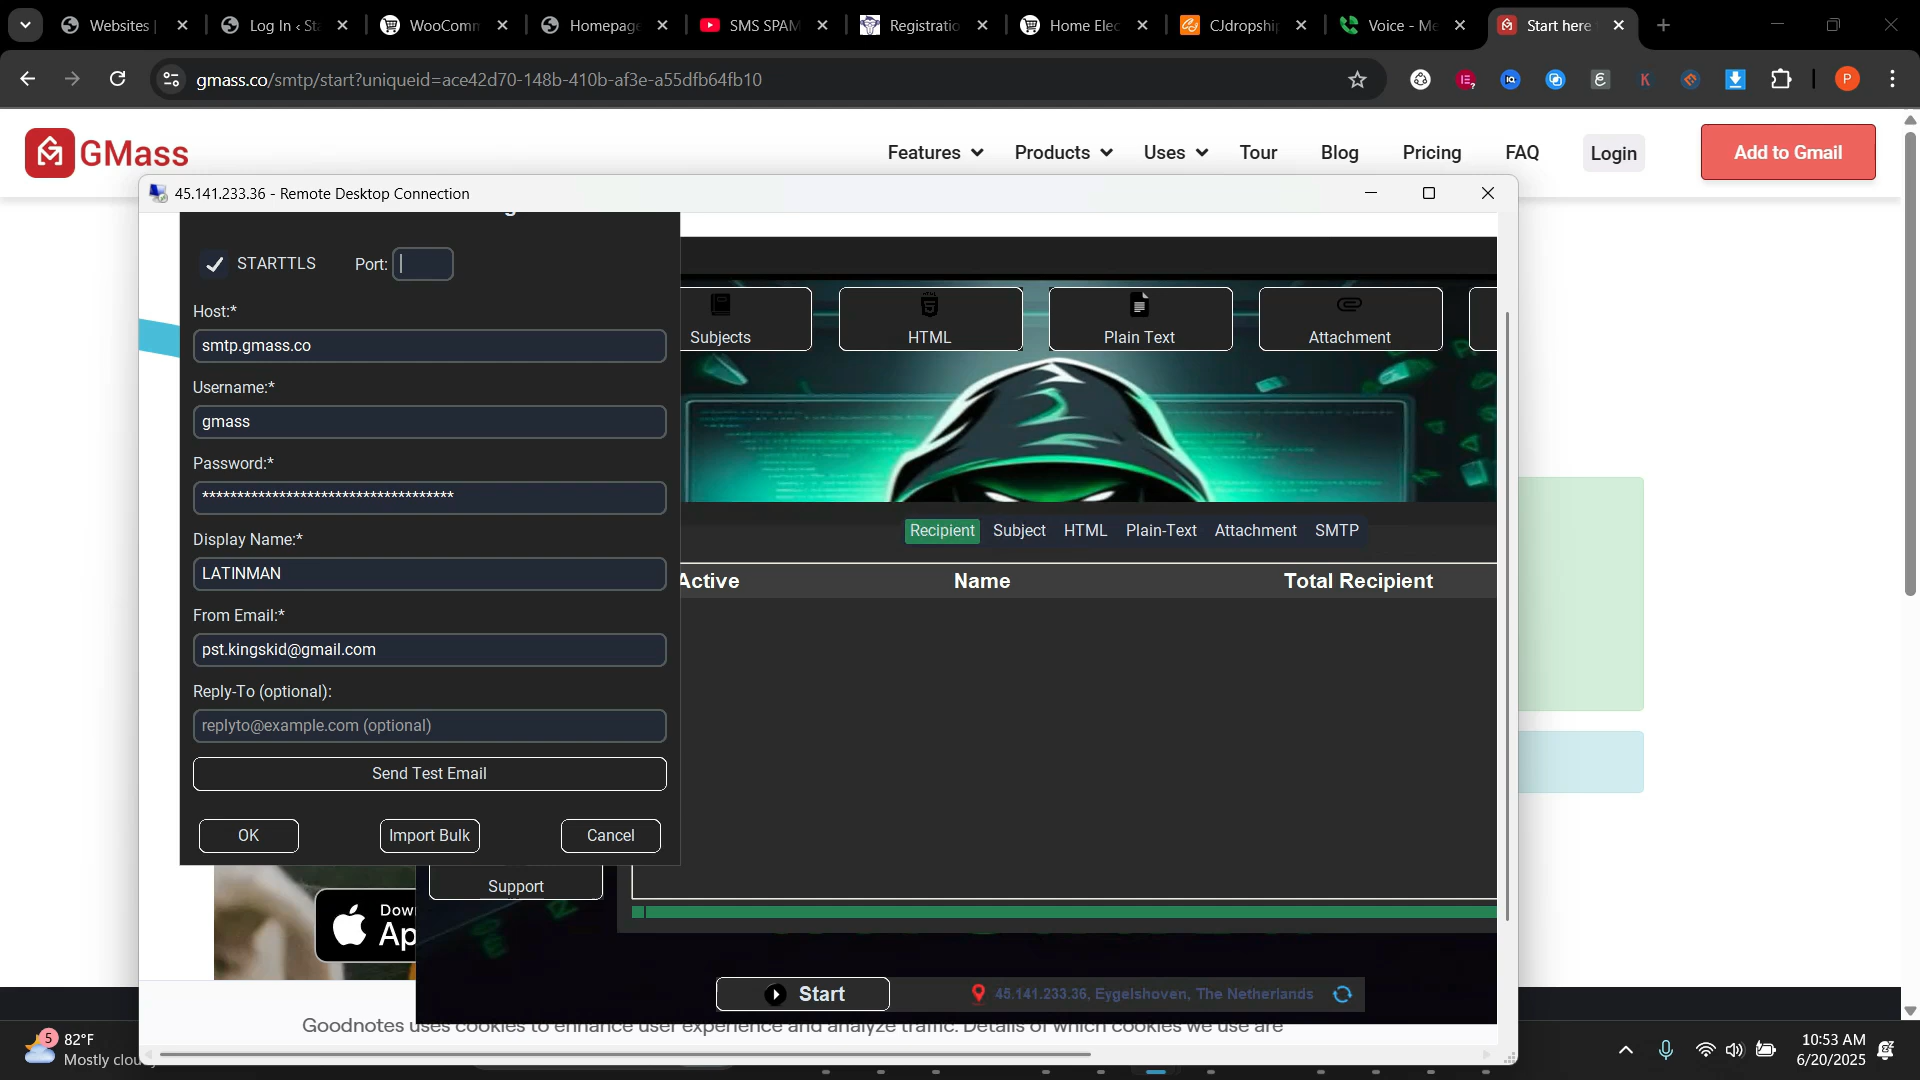 Websites |
Log In ‹ St
WooComm
Homepage
SMS SPAM
Registratio
Home Elec
CJdropship
Voice - Me
Start here
gmass.co/smtp/start?uniqueid=ace42d70-148b-410b-af3e-a55dfb64fb10
P
GMass
Features
Products
Uses
Tour
Blog
Pricing
FAQ
Login
Add to Gmail
45.141.233.36 - Remote Desktop Connection
STARTTLS
Port:
Host:*
smtp.gmass.co
Username:*
gmass
Password:*
************************************
Display Name:*
LATINMAN
From Email:*
pst.kingskid@gmail.com
Reply-To (optional):
replyto@example.com (optional)
Send Test Email
OK
Import Bulk
Cancel
Subjects
HTML
Plain Text
Attachment
Recipient
Subject
HTML
Plain-Text
Attachment
SMTP
Active
Name
Total Recipient
Support
Dow
Ap
Start
45.141.233.36, Eygelshoven, The Netherlands
Goodnotes uses cookies to enhance user experience and analyze traffic. Details of which cookies we use are
5
82°F
Mostly clou
10:53 AM
6/20/2025